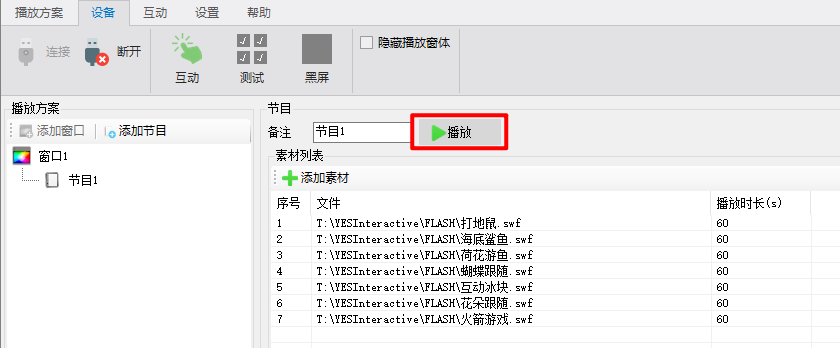 播放方案 设备 互动 设置 帮助
连接 断开 互动 测试 黑屏 隐藏播放窗体
播放方案
添加窗口 添加节目
窗口1
节目1
节目
备注 节目1 播放
素材列表
添加素材
序号 文件 播放时长(s)
1 T:\YESInteractive\FLASH\打地鼠.swf 60
2 T:\YESInteractive\FLASH\海底鲨鱼.swf 60
3 T:\YESInteractive\FLASH\荷花游鱼.swf 60
4 T:\YESInteractive\FLASH\蝴蝶跟随.swf 60
5 T:\YESInteractive\FLASH\互动冰块.swf 60
6 T:\YESInteractive\FLASH\花朵跟随.swf 60
7 T:\YESInteractive\FLASH\火箭游戏.swf 60